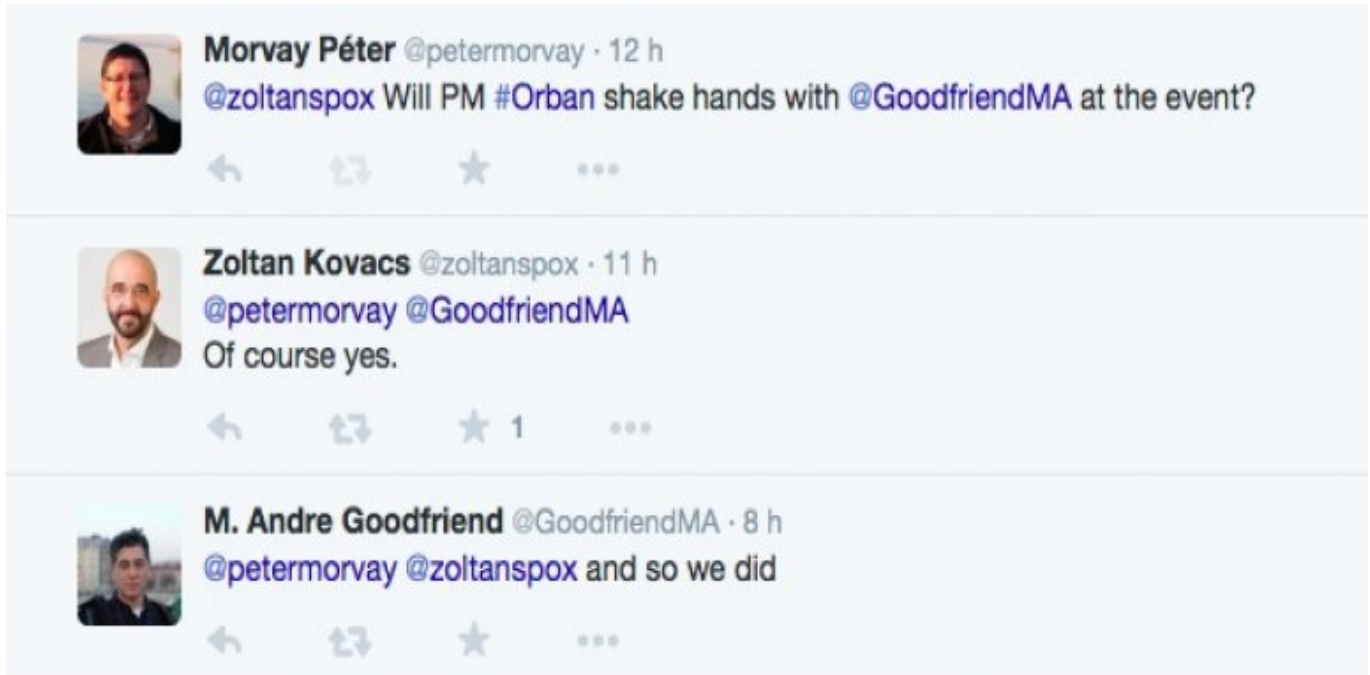 Morvay Péter @petermorvay · 12 h
@zoltanspox Will PM #Orban shake hands with @GoodfriendMA at the event?
Zoltan Kovacs @zoltanspox · 11 h
@petermorvay @GoodfriendMA
Of course yes.
1
M. Andre Goodfriend @GoodfriendMA · 8 h
@petermorvay @zoltanspox and so we did